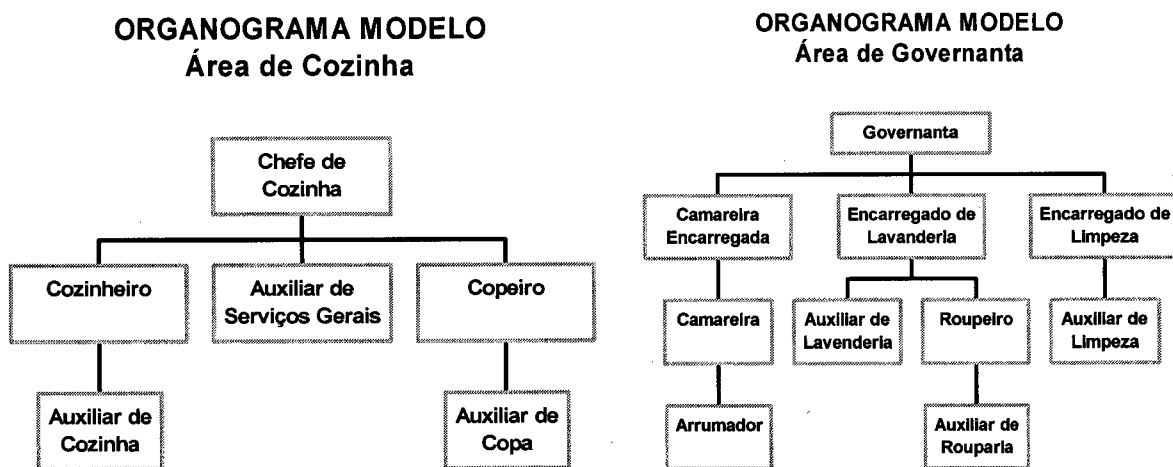 ORGANOGRAMA MODELO
Área de Cozinha
Chefe de
Cozinha
Cozinheiro
Auxiliar de
Serviços Gerais
Copeiro
Auxiliar de
Cozinha
Auxiliar de
Copa
ORGANOGRAMA MODELO
Área de Governanta
Governanta
Camareira
Encarregada
Encarregado de
Lavanderia
Encarregado de
Limpeza
Camareira
Auxiliar de
Lavenderia
Roupeiro
Auxiliar de
Limpeza
Arrumador
Auxiliar de
Rouparia